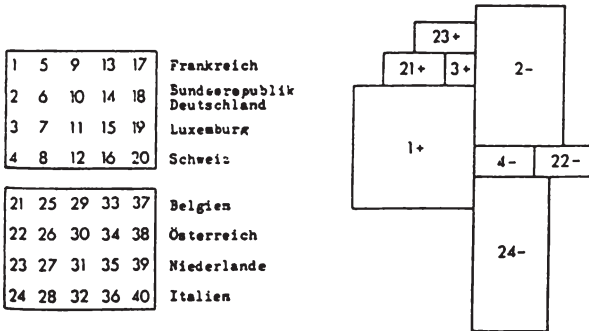 1 5 9 13 17 Frankreich
2 6 10 14 18 Bundesrepublik
Deutschland
3 7 11 15 19 Luxemburg
4 8 12 16 20 Schweiz
21 25 29 33 37 Belgien
22 26 30 34 38 Österreich
23 27 31 35 39 Niederlande
24 28 32 36 40 Italien
23+
21+ 3+ 2-
1+
4- 22-
24-